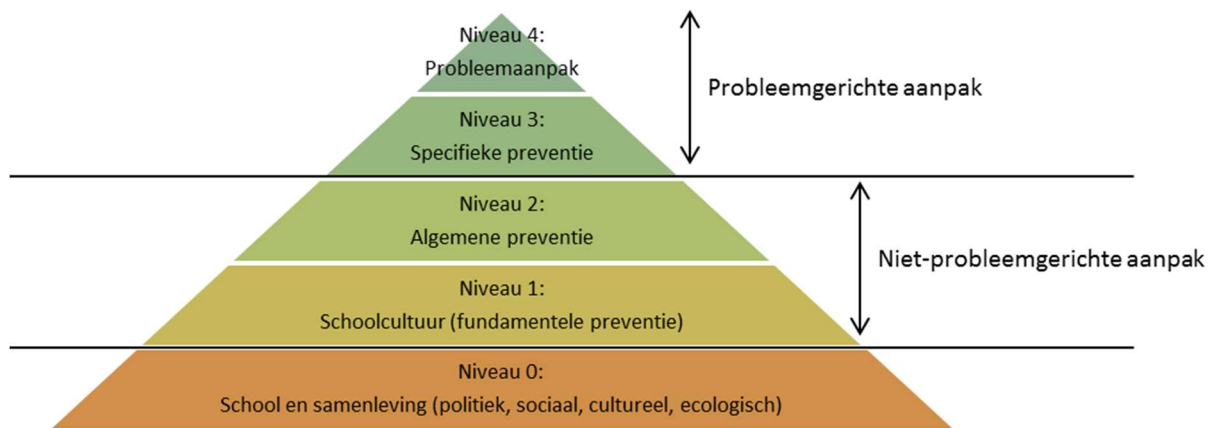 Niveau 4:
Probleemaanpak
Probleemgerichte aanpak
Niveau 3:
Specifieke preventie
Niveau 2:
Algemene preventie
Niet-probleemgerichte aanpak
Niveau 1:
Schoolcultuur (fundamentele preventie)
Niveau 0:
School en samenleving (politiek, sociaal, cultureel, ecologisch)